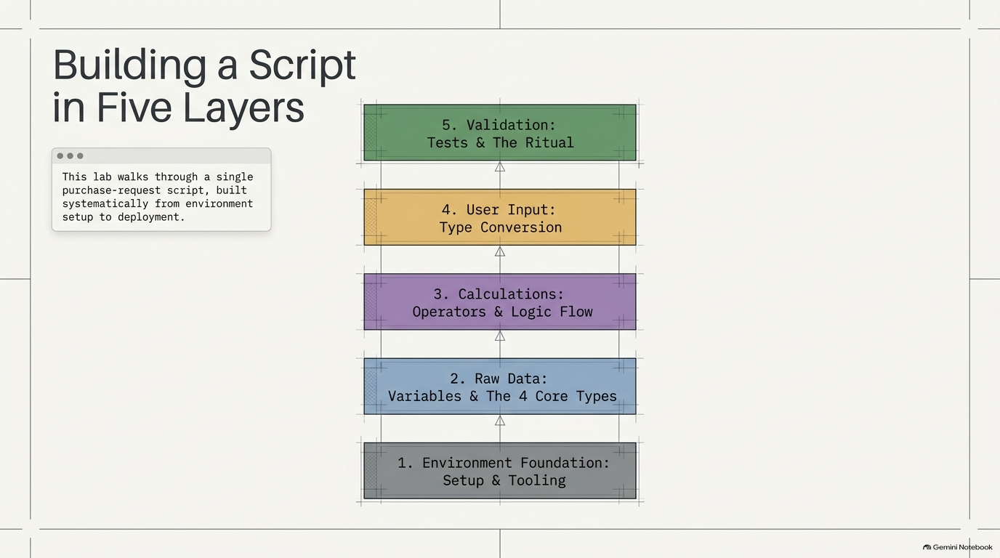 Building a Script
in Five Layers
This lab walks through a single
purchase-request script, built
systematically from environment
setup to deployment.
5. Validation:
Tests & The Ritual
4. User Input:
Type Conversion
3. Calculations:
Operators & Logic Flow
2. Raw Data:
Variables & The 4 Core Types
1. Environment Foundation:
Setup & Tooling
Gemini Notebook